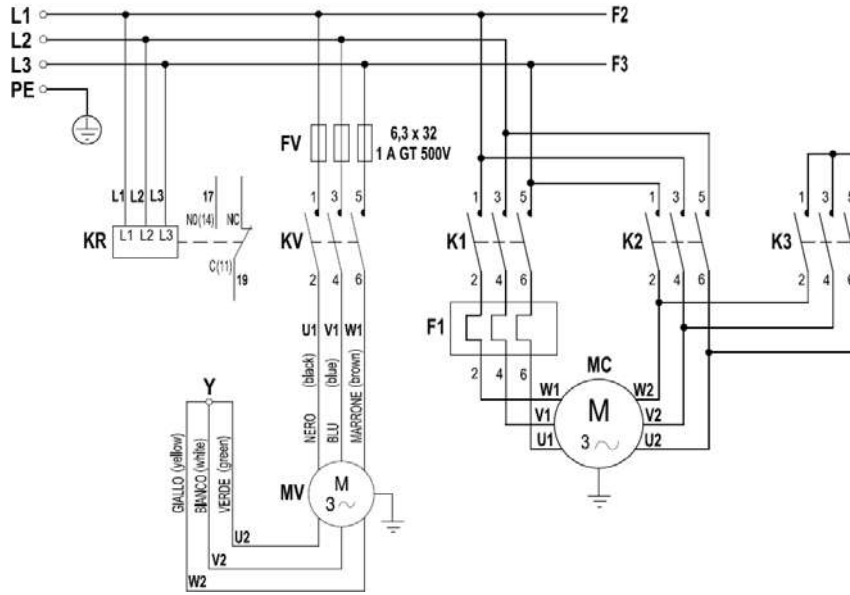 L1 F2
L2
L3 F3
PE
FV 6,3 x 32
1 A GT 500V
L1 L2 L3 17 1 3 5 1 3 5 1 3 5 1 3 5
NO(14) NC
KR L1 L2 L3 KV K1 K2 K3
C(11)
19 2 4 6 2 4 6 2 4 6 2 4 6
U1 V1 W1 F1
2 4 6 MC
Y
W1 W2
V1 M V2
U1 3 ~ U2
NERO (black)
BLU (blue)
MARRONE (brown)
GIALLO (yellow)
BIANCO (white)
VERDE (green)
MV M
3 ~
U2
V2
W2